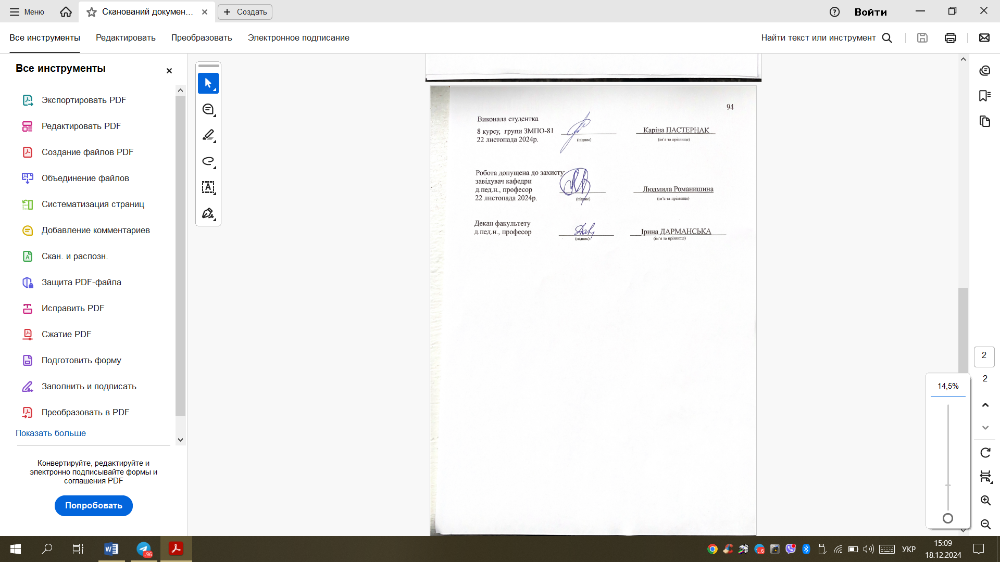 Меню
Сканований докумен...
Создать
Войти
Все инструменты
Редактировать
Преобразовать
Электронное подписание
Найти текст или инструмент
Все инструменты
Экспортировать PDF
Редактировать PDF
Создание файлов PDF
Объединение файлов
Систематизация страниц
Добавление комментариев
Скан. и распозн.
Защита PDF-файла
Исправить PDF
Сжатие PDF
Подготовить форму
Заполнить и подписать
Преобразовать в PDF
Показать больше
Конвертируйте, редактируйте и
электронно подписывайте формы и
соглашения PDF
Попробовать
94
Виконала студентка
8 курсу, групи ЗМПО-81 Каріна ПАСТЕРНАК
22 листопада 2024р. (підпис) (ім'я та прізвище)
Робота допущена до захисту:
завідувач кафедри
д.пед.н., професор Людмила Романишина
22 листопада 2024р. (підпис) (ім'я та прізвище)
Декан факультету
д.пед.н., професор Ірина ДАРМАНСЬКА
(підпис) (ім'я та прізвище)
2
2
14,5%
..96
..6
УКР
15:09
18.12.2024